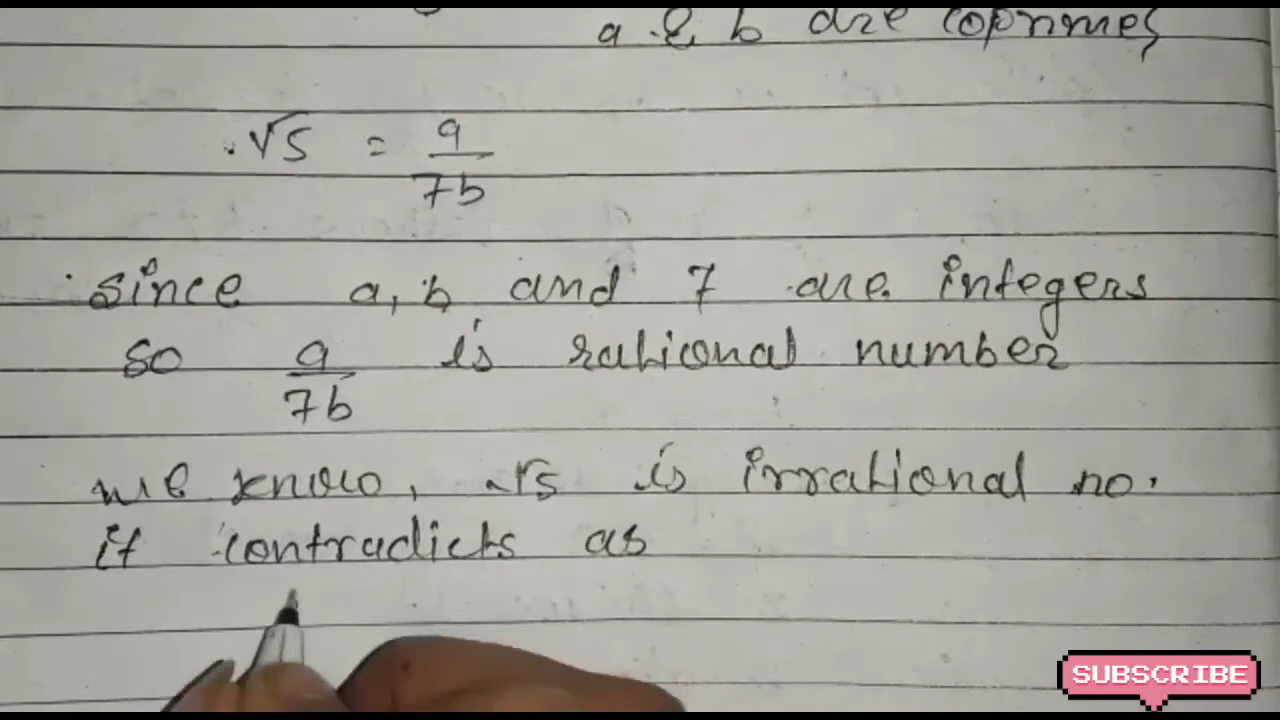 a & b are coprimes
√5 = a/7b
since a, b and 7 are integers
so a/7b is rational number
we know, √5 is irrational no.
it contradicts as
SUBSCRIBE